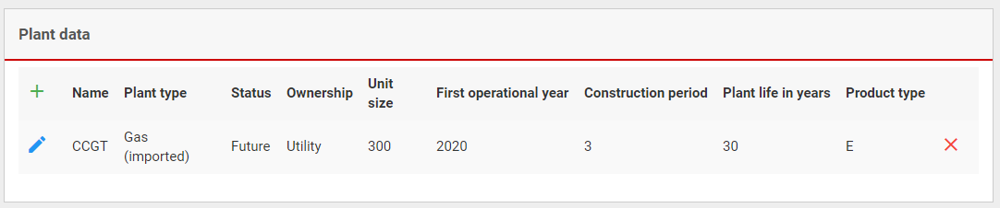 Plant data
Name Plant type Status Ownership Unit size First operational year Construction period Plant life in years Product type
CCGT Gas (imported) Future Utility 300 2020 3 30 E